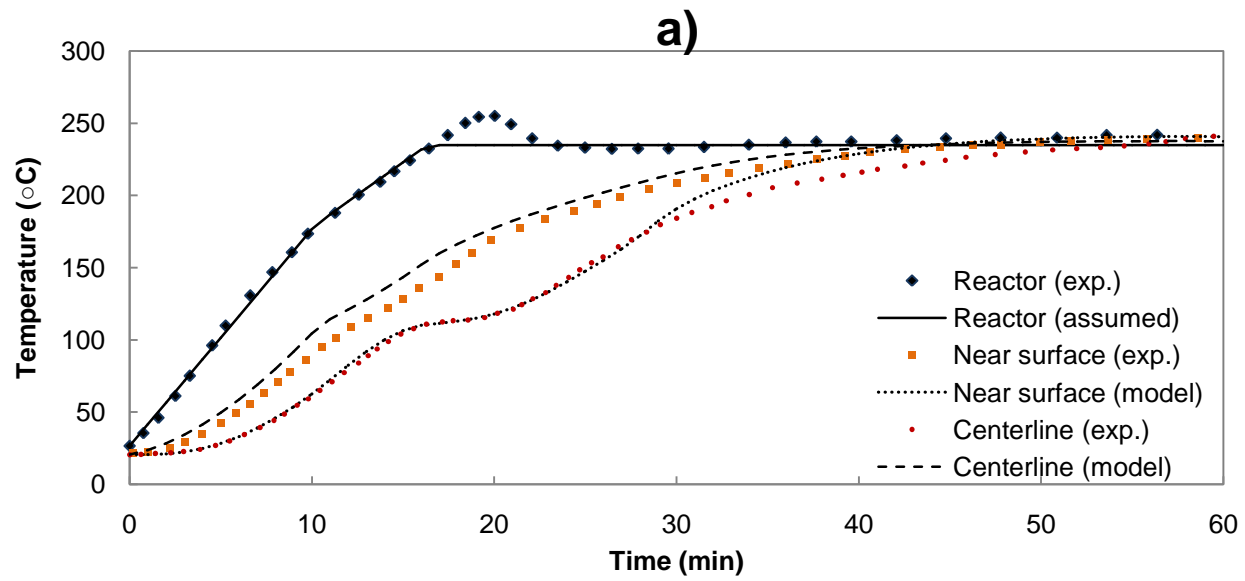 a)
300
250
200
150
100
50
0
Temperature (○C)
0 10 20 30 40 50 60
Time (min)
Reactor (exp.)
Reactor (assumed)
Near surface (exp.)
Near surface (model)
Centerline (exp.)
Centerline (model)